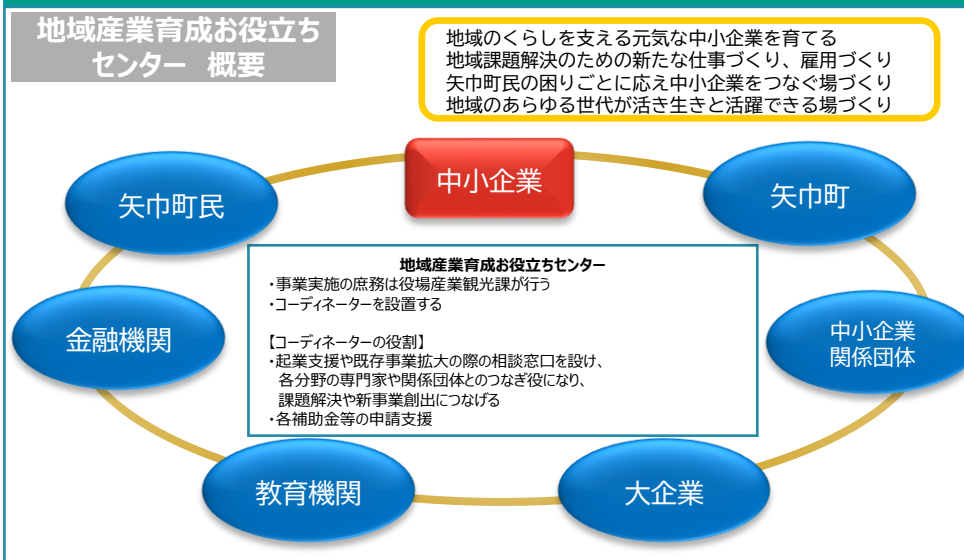 地域産業育成お役立ち
センター 概要
地域のくらしを支える元気な中小企業を育てる
地域課題解決のための新たな仕事づくり、雇用づくり
矢巾町民の困りごとに応え中小企業をつなぐ場づくり
地域のあらゆる世代が活き生きと活躍できる場づくり
中小企業
矢巾町民
矢巾町
地域産業育成お役立ちセンター
・事業実施の庶務は役場産業観光課が行う
・コーディネーターを設置する
【コーディネーターの役割】
・起業支援や既存事業拡大の際の相談窓口を設け、
各分野の専門家や関係団体とのつなぎ役になり、
課題解決や新事業創出につなげる
・各補助金等の申請支援
金融機関
中小企業
関係団体
教育機関
大企業